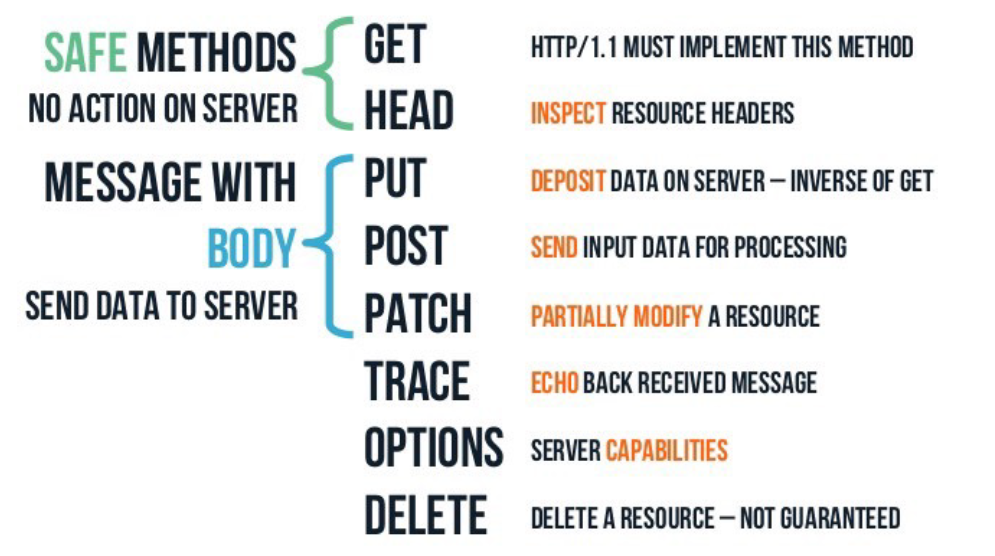 SAFE METHODS
NO ACTION ON SERVER
GET
HTTP/1.1 MUST IMPLEMENT THIS METHOD
HEAD
INSPECT RESOURCE HEADERS
MESSAGE WITH
BODY
SEND DATA TO SERVER
PUT
DEPOSIT DATA ON SERVER – INVERSE OF GET
POST
SEND INPUT DATA FOR PROCESSING
PATCH
PARTIALLY MODIFY A RESOURCE
TRACE
ECHO BACK RECEIVED MESSAGE
OPTIONS
SERVER CAPABILITIES
DELETE
DELETE A RESOURCE – NOT GUARANTEED